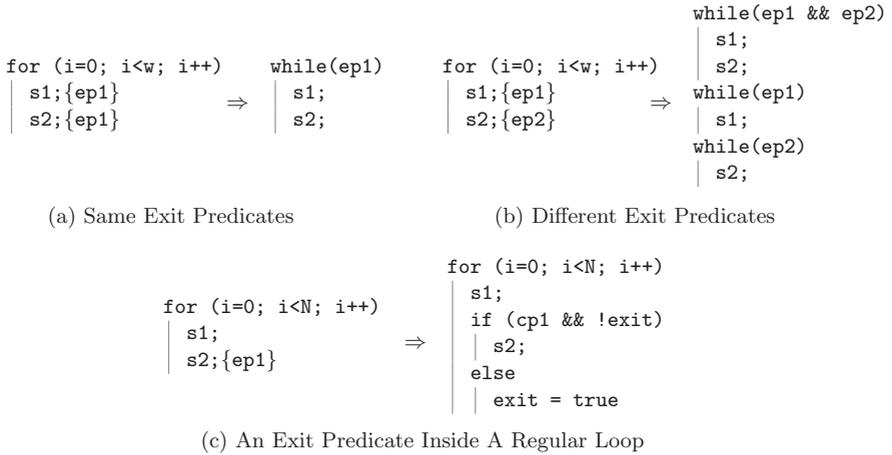 for (i=0; i<w; i++)
s1;{ep1}
s2;{ep1}
⇒
while(ep1)
s1;
s2;
(a) Same Exit Predicates
for (i=0; i<w; i++)
s1;{ep1}
s2;{ep2}
⇒
while(ep1 && ep2)
s1;
s2;
while(ep1)
s1;
while(ep2)
s2;
(b) Different Exit Predicates
for (i=0; i<N; i++)
s1;
s2;{ep1}
⇒
for (i=0; i<N; i++)
s1;
if (cp1 && !exit)
s2;
else
exit = true
(c) An Exit Predicate Inside A Regular Loop